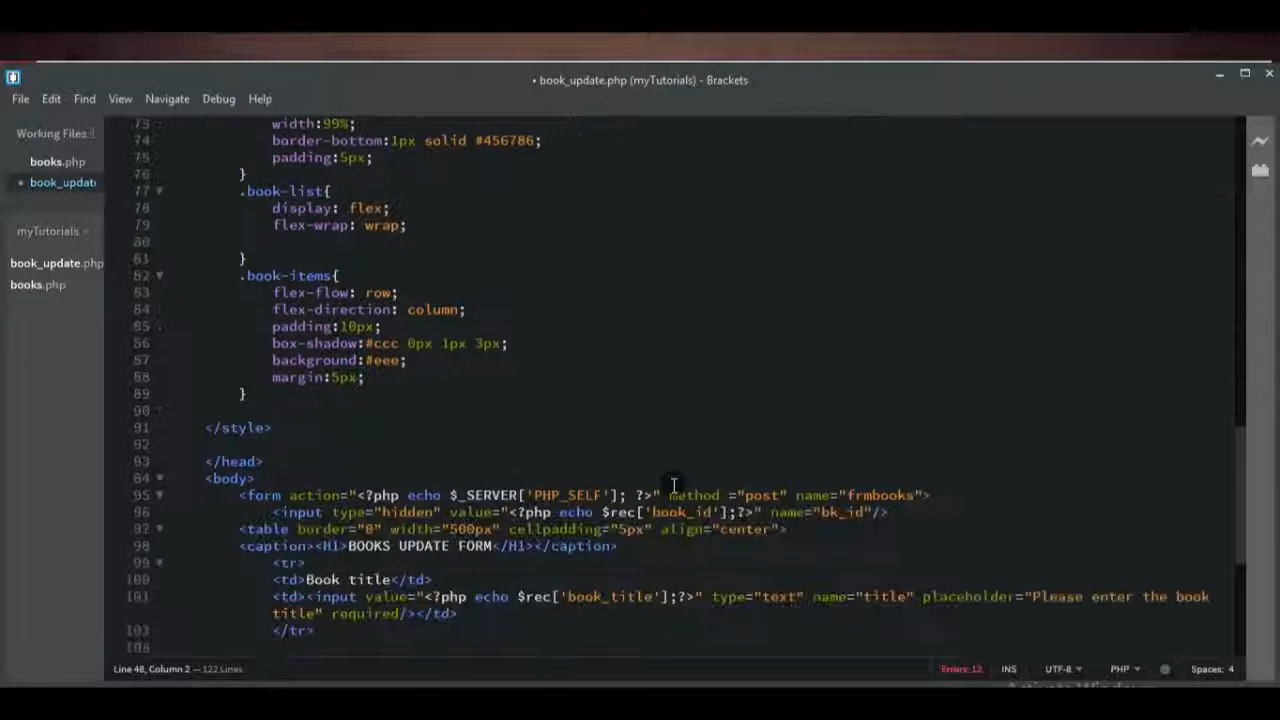 • book_update.php (myTutorials) - Brackets
File Edit Find View Navigate Debug Help
Working Files
books.php
• book_updat
myTutorials
book_update.php
books.php
73 width:99%;
74 border-bottom:1px solid #456786;
75 padding:5px;
76 }
77 .book-list{
78 display: flex;
79 flex-wrap: wrap;
80
81 }
82 .book-items{
83 flex-flow: row;
84 flex-direction: column;
85 padding:10px;
86 box-shadow:#ccc 0px 1px 3px;
87 background:#eee;
88 margin:5px;
89 }
90
91 </style>
92
93 </head>
94 <body>
95 <form action="<?php echo $_SERVER['PHP_SELF']; ?>" method ="post" name="frmbooks">
96 <input type="hidden" value="<?php echo $rec['book_id'];?>" name="bk_id"/>
97 <table border="0" width="500px" cellpadding="5px" align="center">
98 <caption><H1>BOOKS UPDATE FORM</H1></caption>
99 <tr>
100 <td>Book title</td>
101 <td><input value="<?php echo $rec['book_title'];?>" type="text" name="title" placeholder="Please enter the book
title" required/></td>
103 </tr>
Line 48, Column 2 — 122 Lines
Errors: 12 INS UTF-8 PHP Spaces: 4